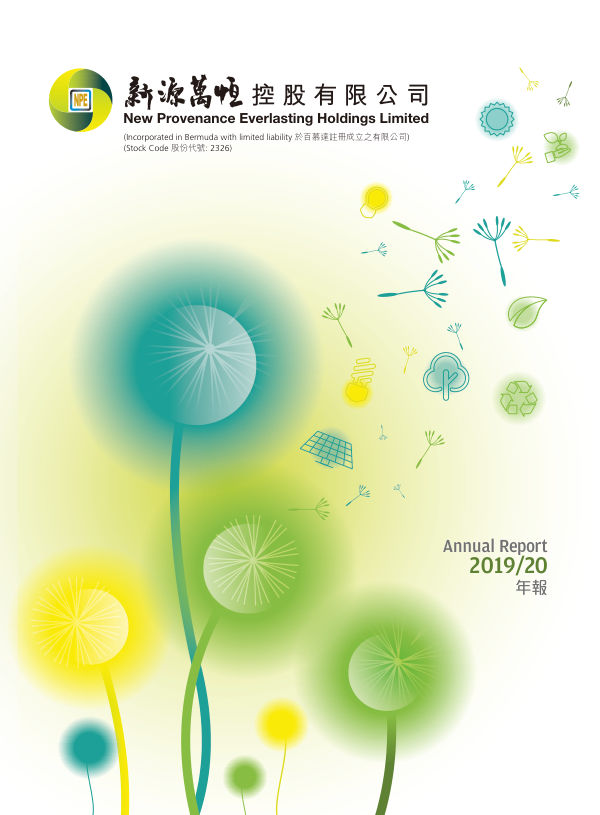 NPE
新源萬恒 控股有限公司
New Provenance Everlasting Holdings Limited
(Incorporated in Bermuda with limited liability 於百慕達註冊成立之有限公司)
(Stock Code 股份代號: 2326)
Annual Report
2019/20
年報